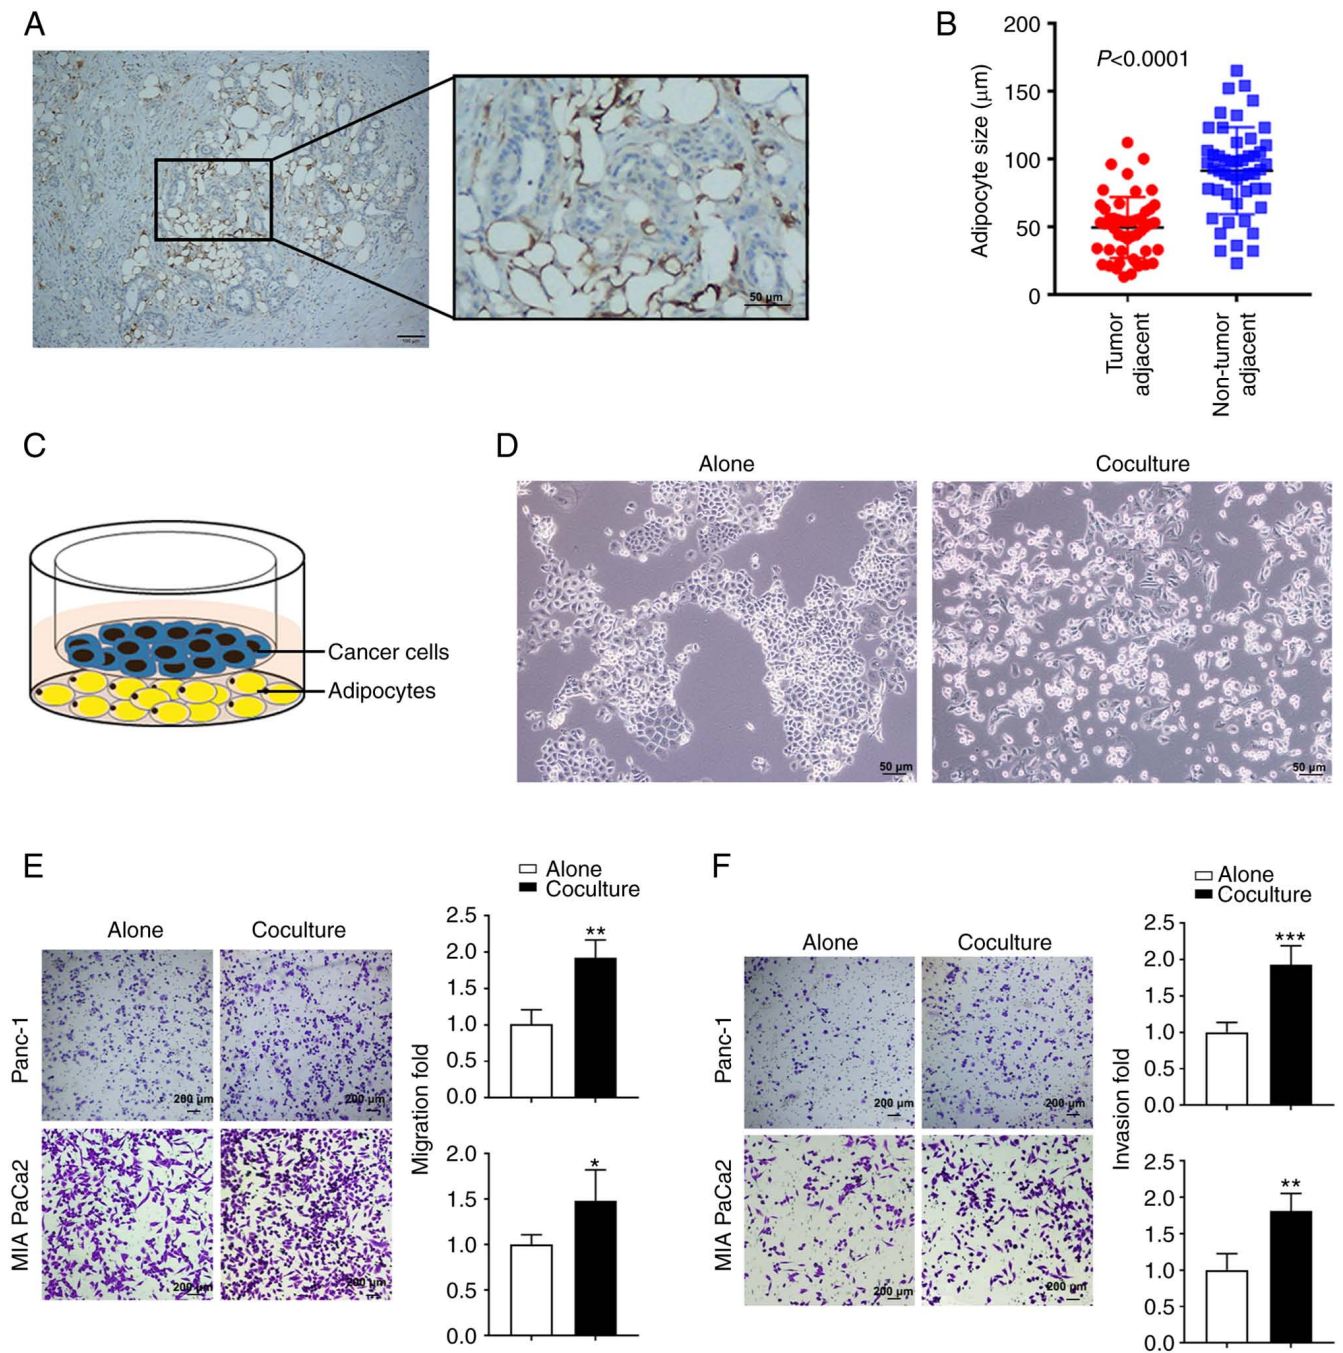 A
100 µm
50 µm
B
200
150
100
50
0
Adipocyte size (µm)
P<0.0001
Tumor
adjacent
Non-tumor
adjacent
C
Cancer cells
Adipocytes
D
Alone
Coculture
50 µm
50 µm
E
Alone
Coculture
Alone
Coculture
Panc-1
200 µm
200 µm
MIA PaCa2
200 µm
200 µm
Migration fold
2.5
2.0
1.5
1.0
0.5
0.0
**
2.0
1.5
1.0
0.5
0.0
*
F
Alone
Coculture
Alone
Coculture
Panc-1
200 µm
200 µm
MIA PaCa2
200 µm
200 µm
Invasion fold
2.5
2.0
1.5
1.0
0.5
0.0
***
2.5
2.0
1.5
1.0
0.5
0.0
**